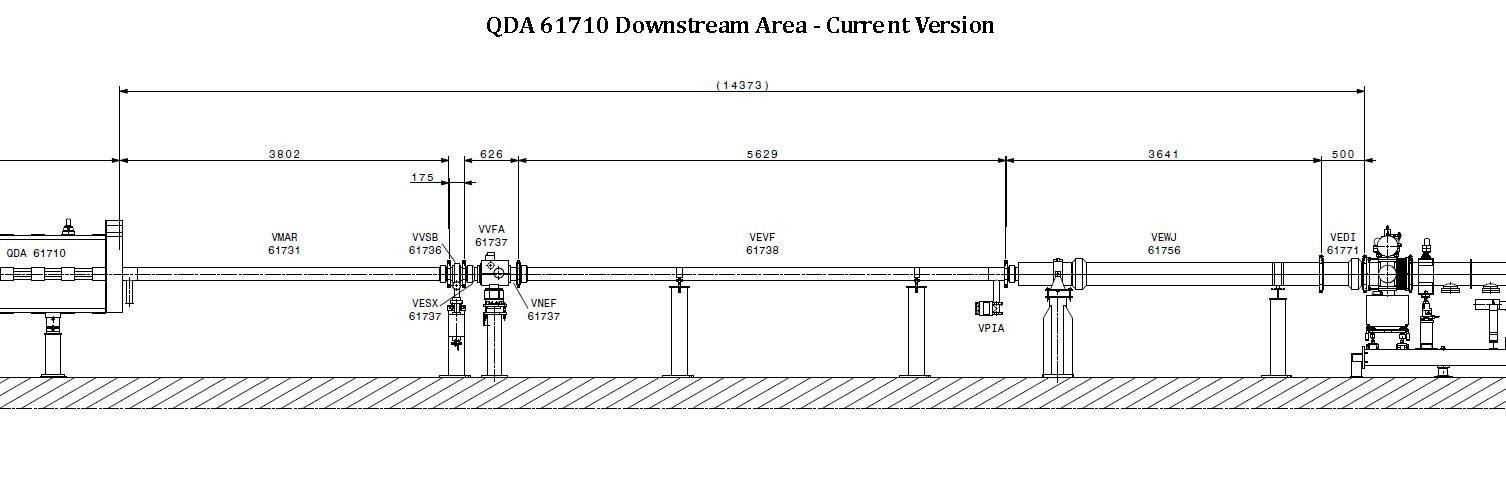 QDA 61710 Downstream Area - Current Version
(14373)
3802
626
5629
3641
500
175
QDA 61710
VMAR
61731
VVSB
61736
VVFA
61737
VEVF
61738
VEWJ
61756
VEDI
61771
VESX
61737
VNEF
61737
VPIA